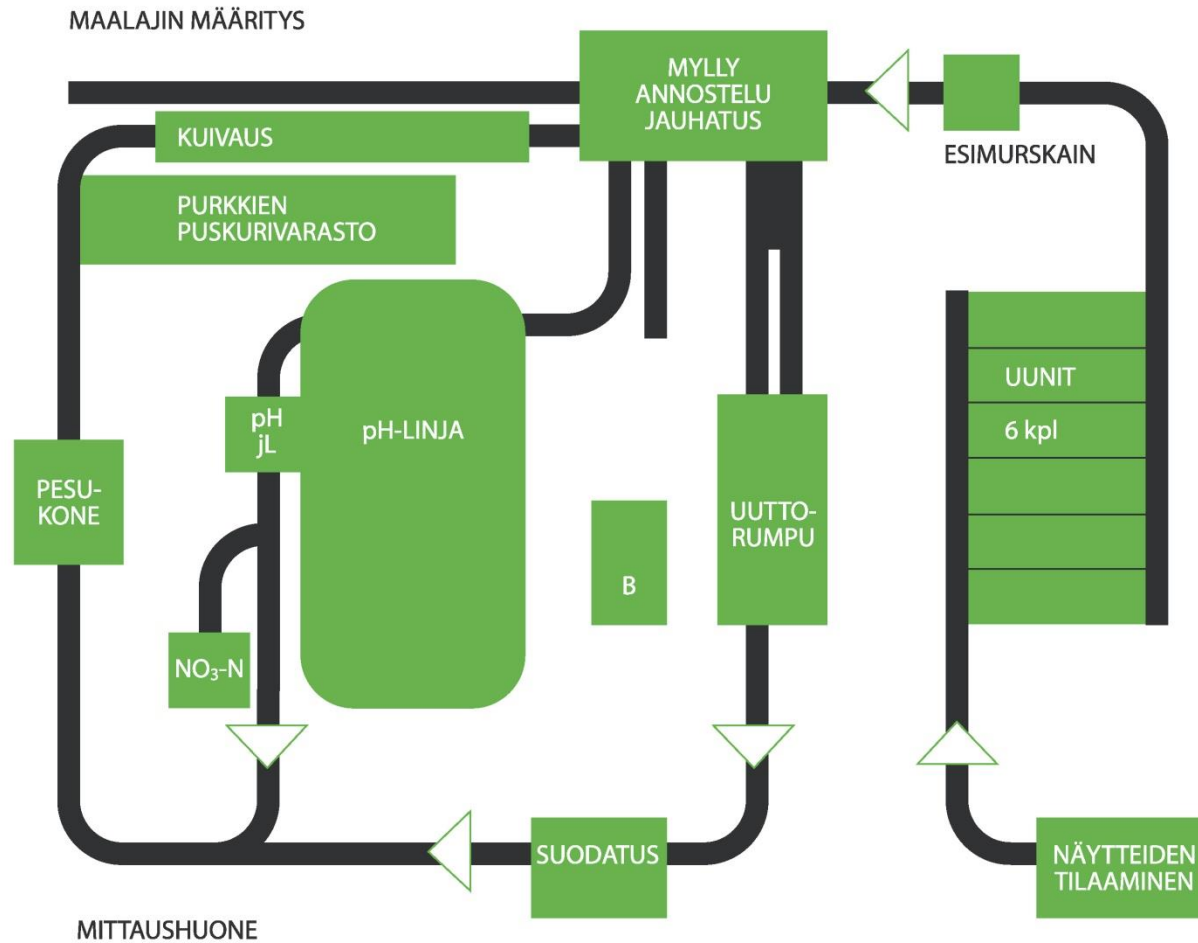 MAALAJIN MÄÄRITYS
MYLLY
ANNOSTELU
JAUHATUS
ESIMURSKAIN
KUIVAUS
PURKKIEN
PUSKURIVARASTO
UUNIT
6 kpl
pH
jL
pH-LINJA
PESU-
KONE
UUTTO-
RUMPU
B
NO₃-N
SUODATUS
NÄYTTEIDEN
TILAAMINEN
MITTAUSHUONE